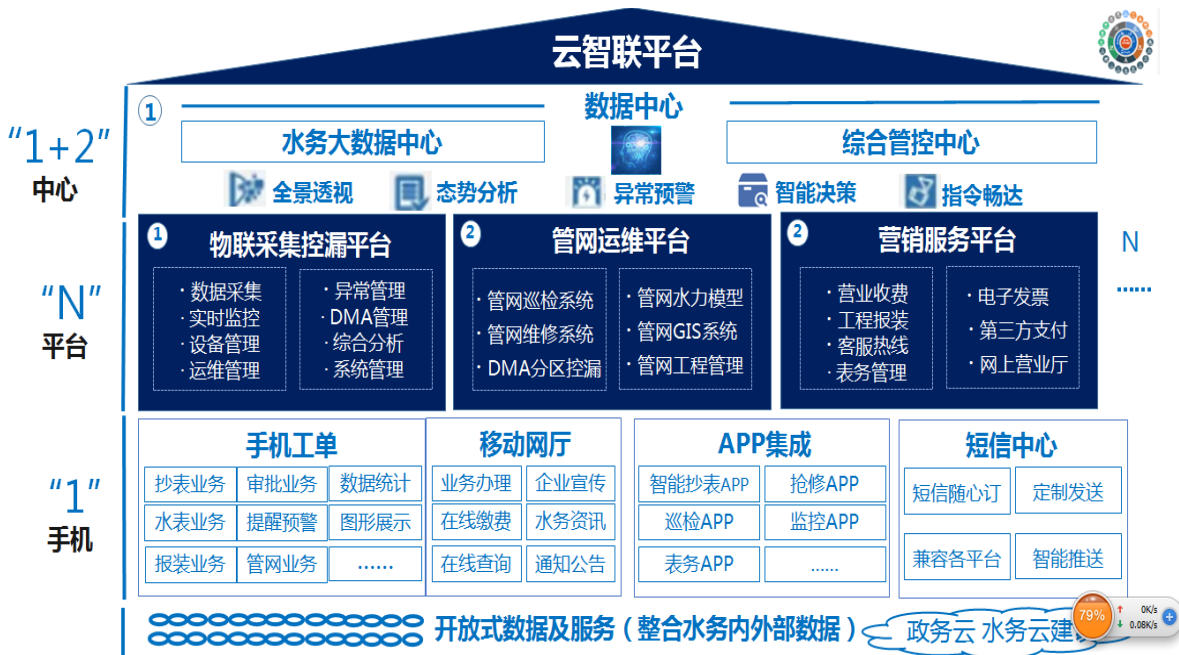 云智联平台
①
数据中心
“1+2”
中心
水务大数据中心
综合管控中心
全景透视
态势分析
异常预警
智能决策
指令畅达
“N”
平台
①
物联采集控漏平台
· 数据采集
· 实时监控
· 设备管理
· 运维管理
· 异常管理
· DMA管理
· 综合分析
· 系统管理
②
管网运维平台
· 管网巡检系统
· 管网维修系统
· DMA分区控漏
· 管网水力模型
· 管网GIS系统
· 管网工程管理
②
营销服务平台
· 营业收费
· 工程报装
· 客服热线
· 表务管理
· 电子发票
· 第三方支付
· 网上营业厅
N
......
“1”
手机
手机工单
抄表业务
审批业务
数据统计
水表业务
提醒预警
图形展示
报装业务
管网业务
......
移动网厅
业务办理
企业宣传
在线缴费
水务资讯
在线查询
通知公告
APP集成
智能抄表APP
抢修APP
巡检APP
监控APP
表务APP
......
短信中心
短信随心订
定制发送
兼容各平台
智能推送
开放式数据及服务（整合水务内外部数据）
政务云 水务云建
79%
0K/s
0.08K/s